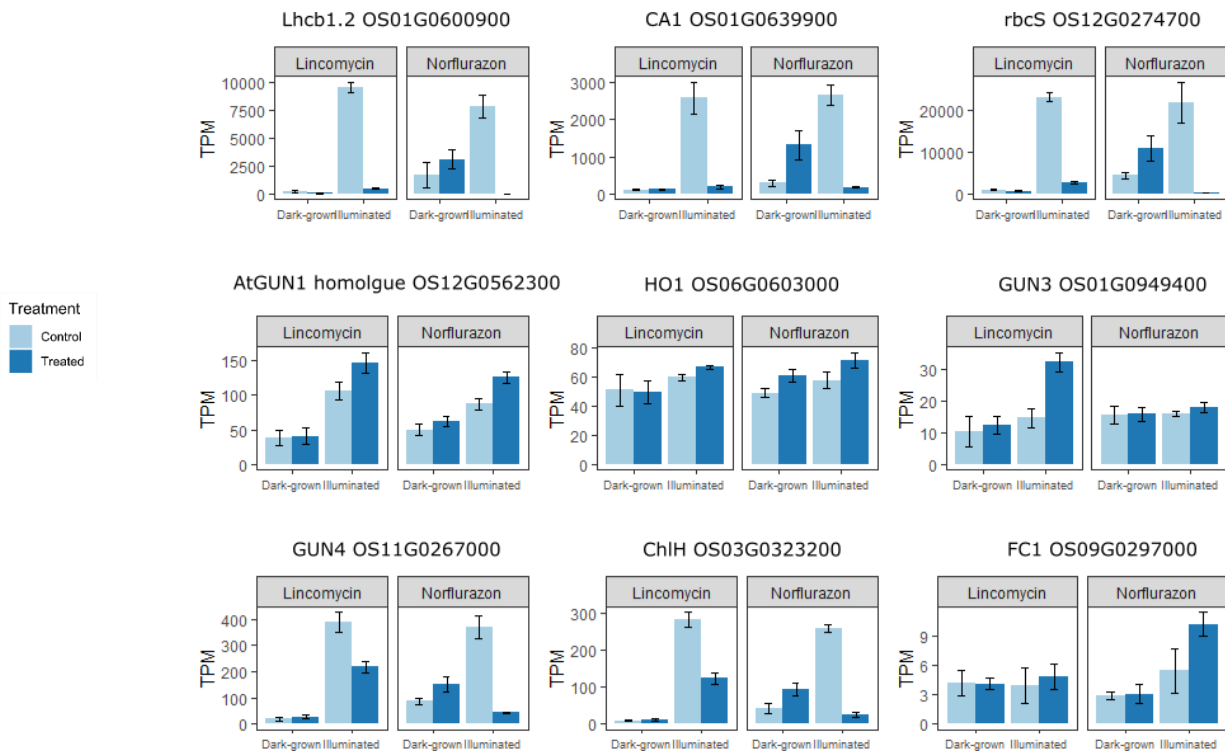 Lhcb1.2 OS01G0600900
CA1 OS01G0639900
rbcS OS12G0274700
Lincomycin Norflurazon
Lincomycin Norflurazon
Lincomycin Norflurazon
TPM
10000
7500
5000
2500
0
Dark-grown Illuminated Dark-grown Illuminated
TPM
3000
2000
1000
0
Dark-grown Illuminated Dark-grown Illuminated
TPM
20000
10000
0
Dark-grown Illuminated Dark-grown Illuminated
Treatment
Control
Treated
AtGUN1 homolgue OS12G0562300
HO1 OS06G0603000
GUN3 OS01G0949400
Lincomycin Norflurazon
Lincomycin Norflurazon
Lincomycin Norflurazon
TPM
150
100
50
0
Dark-grown Illuminated Dark-grown Illuminated
TPM
80
60
40
20
0
Dark-grown Illuminated Dark-grown Illuminated
TPM
30
20
10
0
Dark-grown Illuminated Dark-grown Illuminated
GUN4 OS11G0267000
ChlH OS03G0323200
FC1 OS09G0297000
Lincomycin Norflurazon
Lincomycin Norflurazon
Lincomycin Norflurazon
TPM
400
300
200
100
0
Dark-grown Illuminated Dark-grown Illuminated
TPM
300
200
100
0
Dark-grown Illuminated Dark-grown Illuminated
TPM
9
6
3
0
Dark-grown Illuminated Dark-grown Illuminated